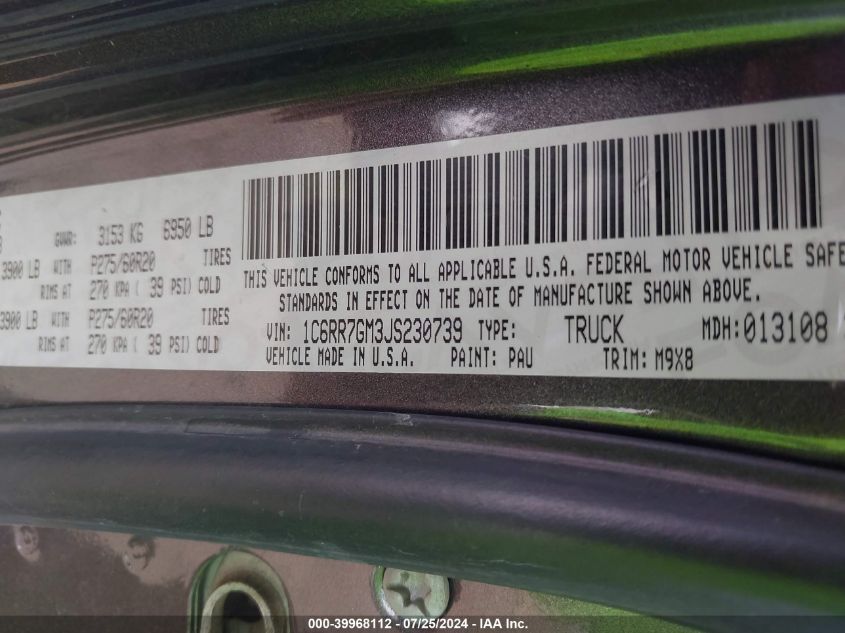 GVWR: 3153 KG 6950 LB
3900 LB WITH P275/60R20 TIRES
RIMS AT 270 KPA ( 39 PSI) COLD
3900 LB WITH P275/60R20 TIRES
RIMS AT 270 KPA ( 39 PSI) COLD
THIS VEHICLE CONFORMS TO ALL APPLICABLE U.S.A. FEDERAL MOTOR VEHICLE SAFE
STANDARDS IN EFFECT ON THE DATE OF MANUFACTURE SHOWN ABOVE.
VIN: 1C6RR7GM3JS230739 TYPE: TRUCK MDH: 013108
VEHICLE MADE IN U.S.A. PAINT: PAU TRIM: M9X8
000-39968112 - 07/25/2024 - IAA Inc.